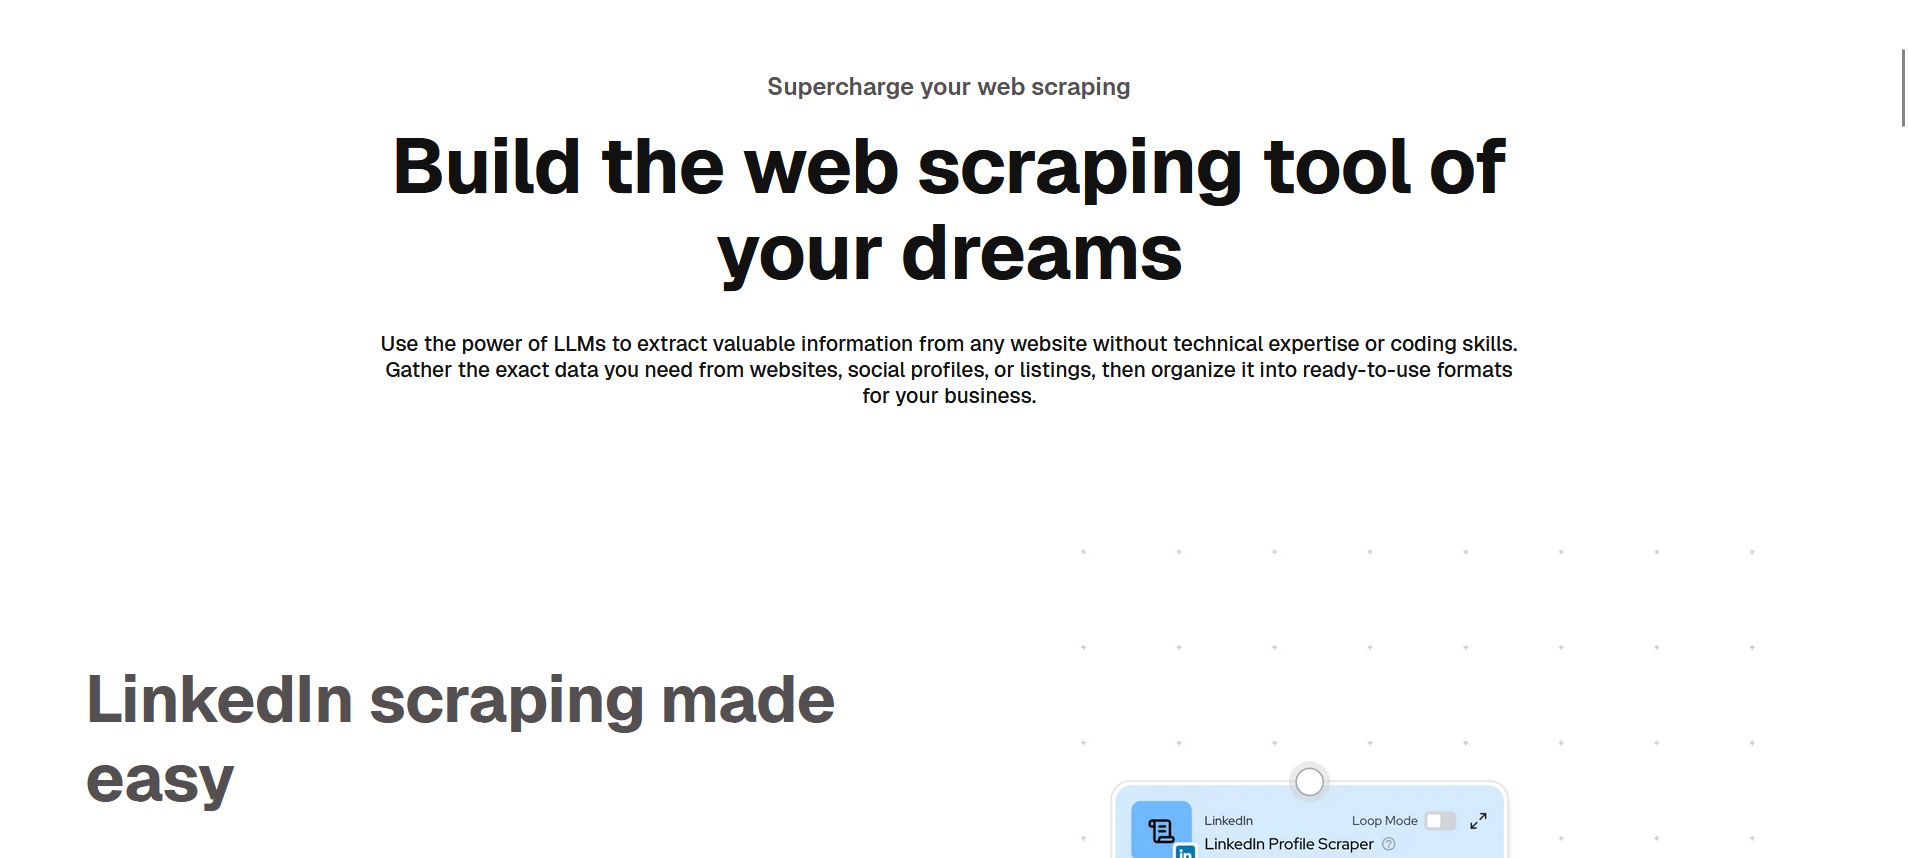 Supercharge your web scraping
Build the web scraping tool of
your dreams
Use the power of LLMs to extract valuable information from any website without technical expertise or coding skills.
Gather the exact data you need from websites, social profiles, or listings, then organize it into ready-to-use formats
for your business.
LinkedIn scraping made
easy
LinkedIn
Loop Mode
LinkedIn Profile Scraper ?
in